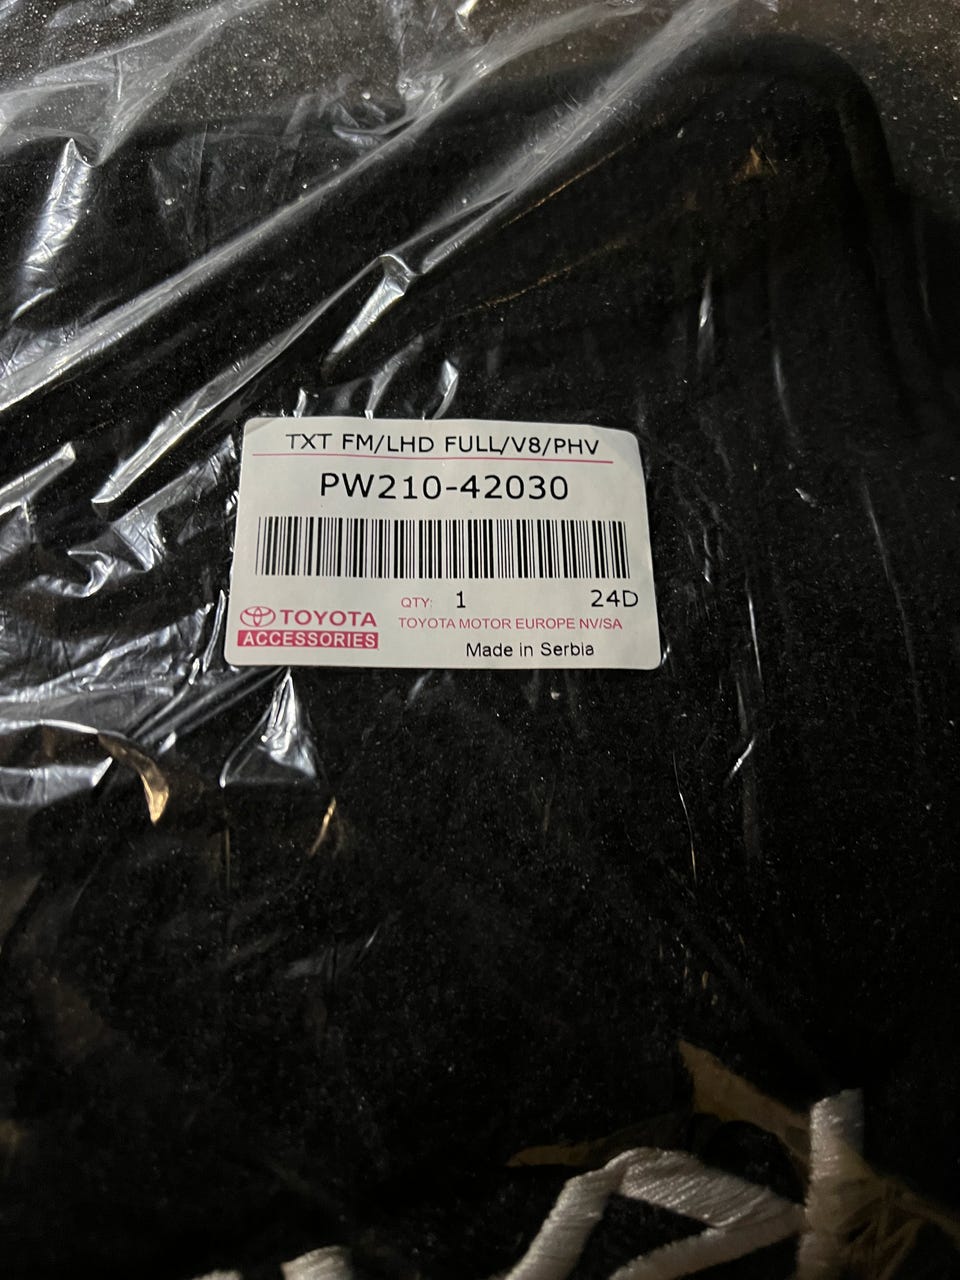 TXT FM/LHD FULL/V8/PHV
PW210-42030
QTY: 1 24D
TOYOTA
ACCESSORIES
TOYOTA MOTOR EUROPE NV/SA
Made in Serbia